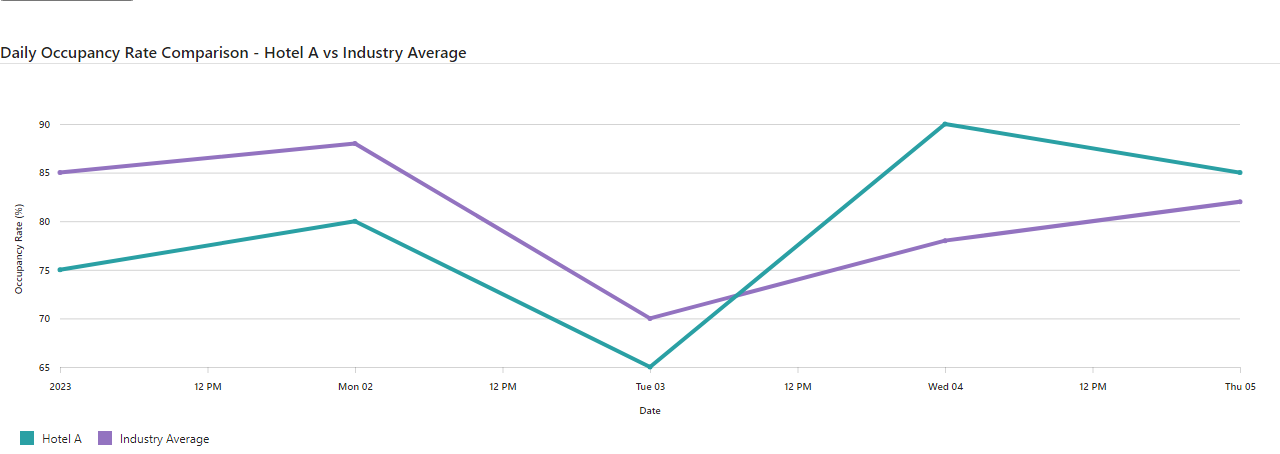 Daily Occupancy Rate Comparison - Hotel A vs Industry Average
90
85
80
75
70
65
Occupancy Rate (%)
2023 12 PM Mon 02 12 PM Tue 03 12 PM Wed 04 12 PM Thu 05
Date
Hotel A Industry Average